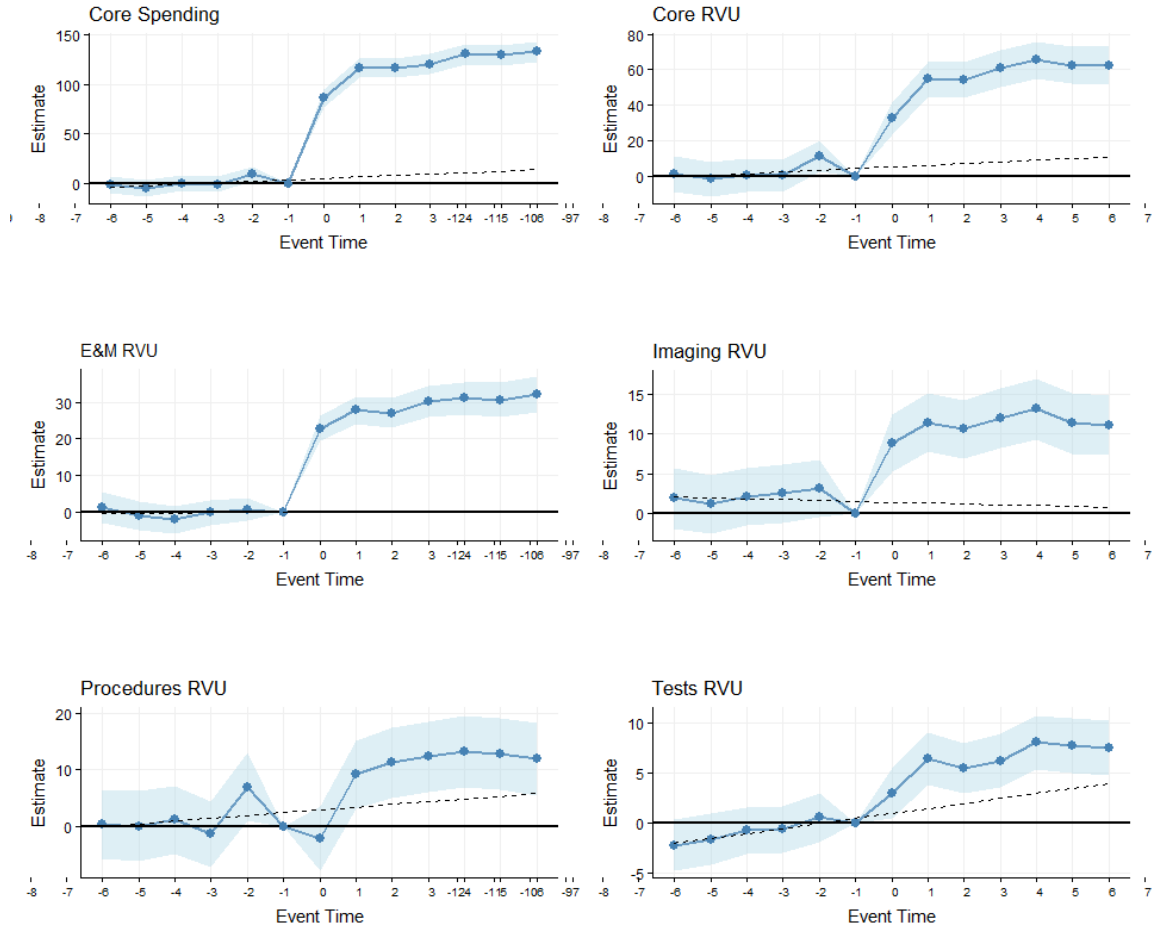 Core Spending
Core RVU
Estimate
150
100
50
0
Estimate
80
60
40
20
0
-8 -6 -5 -4 -3 -2 -1 0 1 2 3 -124 -115 -106 -97
-8 -7 -6 -5 -4 -3 -2 -1 0 1 2 3 4 5 6 7
Event Time
Event Time
E&M RVU
Imaging RVU
Estimate
30
20
10
0
Estimate
15
10
5
0
-8 -7 -6 -5 -4 -3 -2 -1 0 1 2 3 -124 -115 -106 -97
-8 -7 -6 -5 -4 -3 -2 -1 0 1 2 3 4 5 6 7
Event Time
Event Time
Procedures RVU
Tests RVU
Estimate
20
10
0
Estimate
10
5
0
-5
-8 -7 -6 -5 -4 -3 -2 -1 0 1 2 3 -124 -115 -106 -97
-8 -7 -6 -5 -4 -3 -2 -1 0 1 2 3 4 5 6 7
Event Time
Event Time